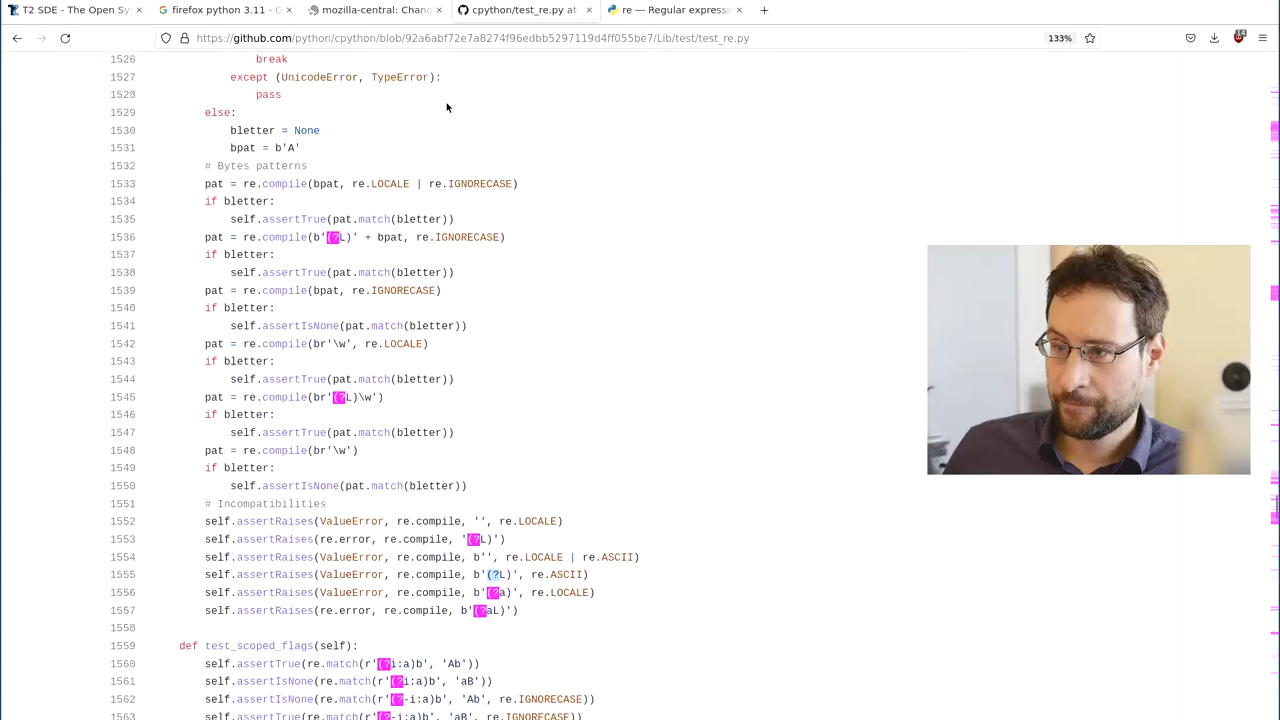 T2 SDE - The Open Sy
firefox python 3.11 - G
mozilla-central: Chang
cpython/test_re.py at
re — Regular express
https://github.com/python/cpython/blob/92a6abf72e7a8274f96edbb5297119d4ff055be7/Lib/test/test_re.py
133%
1526 break
1527 except (UnicodeError, TypeError):
1528 pass
1529 else:
1530 bletter = None
1531 bpat = b'A'
1532 # Bytes patterns
1533 pat = re.compile(bpat, re.LOCALE | re.IGNORECASE)
1534 if bletter:
1535 self.assertTrue(pat.match(bletter))
1536 pat = re.compile(b'(?L)' + bpat, re.IGNORECASE)
1537 if bletter:
1538 self.assertTrue(pat.match(bletter))
1539 pat = re.compile(bpat, re.IGNORECASE)
1540 if bletter:
1541 self.assertIsNone(pat.match(bletter))
1542 pat = re.compile(br'\w', re.LOCALE)
1543 if bletter:
1544 self.assertTrue(pat.match(bletter))
1545 pat = re.compile(br'(?L)\w')
1546 if bletter:
1547 self.assertTrue(pat.match(bletter))
1548 pat = re.compile(br'\w')
1549 if bletter:
1550 self.assertIsNone(pat.match(bletter))
1551 # Incompatibilities
1552 self.assertRaises(ValueError, re.compile, '', re.LOCALE)
1553 self.assertRaises(re.error, re.compile, '(?L)')
1554 self.assertRaises(ValueError, re.compile, b'', re.LOCALE | re.ASCII)
1555 self.assertRaises(ValueError, re.compile, b'(?L)', re.ASCII)
1556 self.assertRaises(ValueError, re.compile, b'(?a)', re.LOCALE)
1557 self.assertRaises(re.error, re.compile, b'(?aL)')
1558
1559 def test_scoped_flags(self):
1560 self.assertTrue(re.match(r'(?i:a)b', 'Ab'))
1561 self.assertIsNone(re.match(r'(?i:a)b', 'aB'))
1562 self.assertIsNone(re.match(r'(?-i:a)b', 'Ab', re.IGNORECASE))
1563 self.assertTrue(re.match(r'(?-i:a)b', 'aB', re.IGNORECASE))